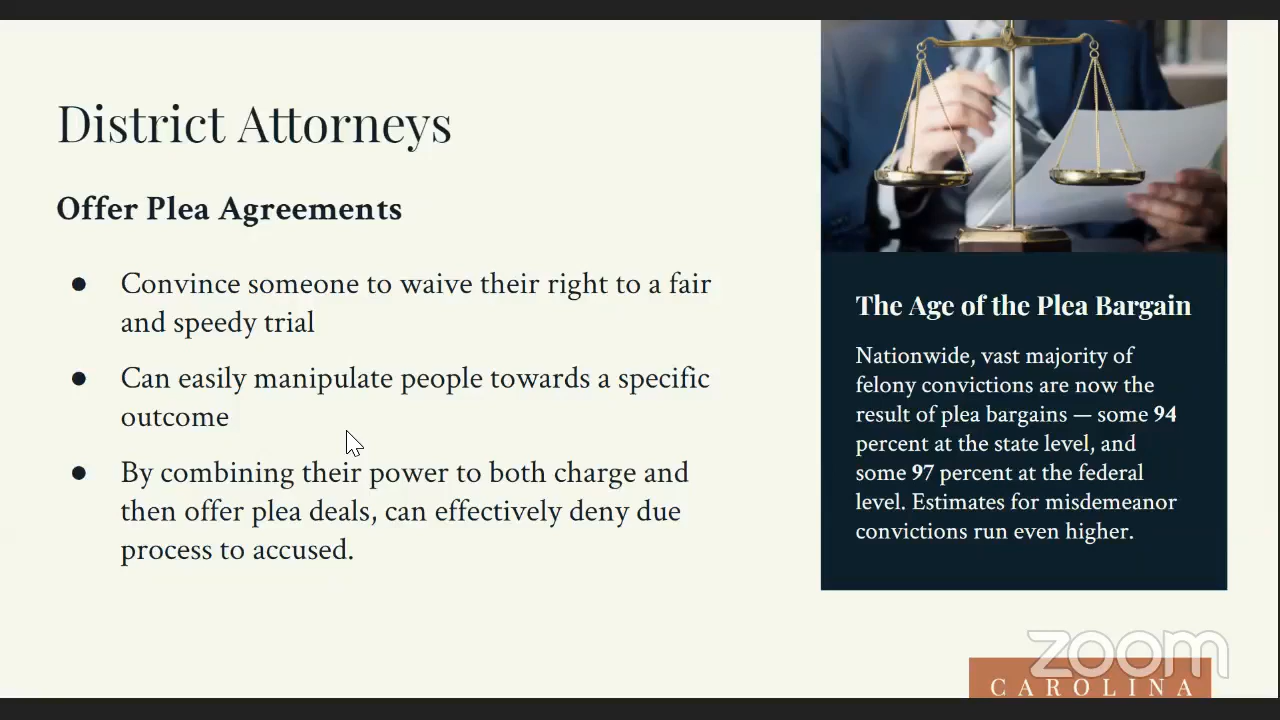 District Attorneys
Offer Plea Agreements
● Convince someone to waive their right to a fair
and speedy trial
● Can easily manipulate people towards a specific
outcome
● By combining their power to both charge and
then offer plea deals, can effectively deny due
process to accused.
The Age of the Plea Bargain
Nationwide, vast majority of
felony convictions are now the
result of plea bargains — some 94
percent at the state level, and
some 97 percent at the federal
level. Estimates for misdemeanor
convictions run even higher.
zoom
CAROLINA